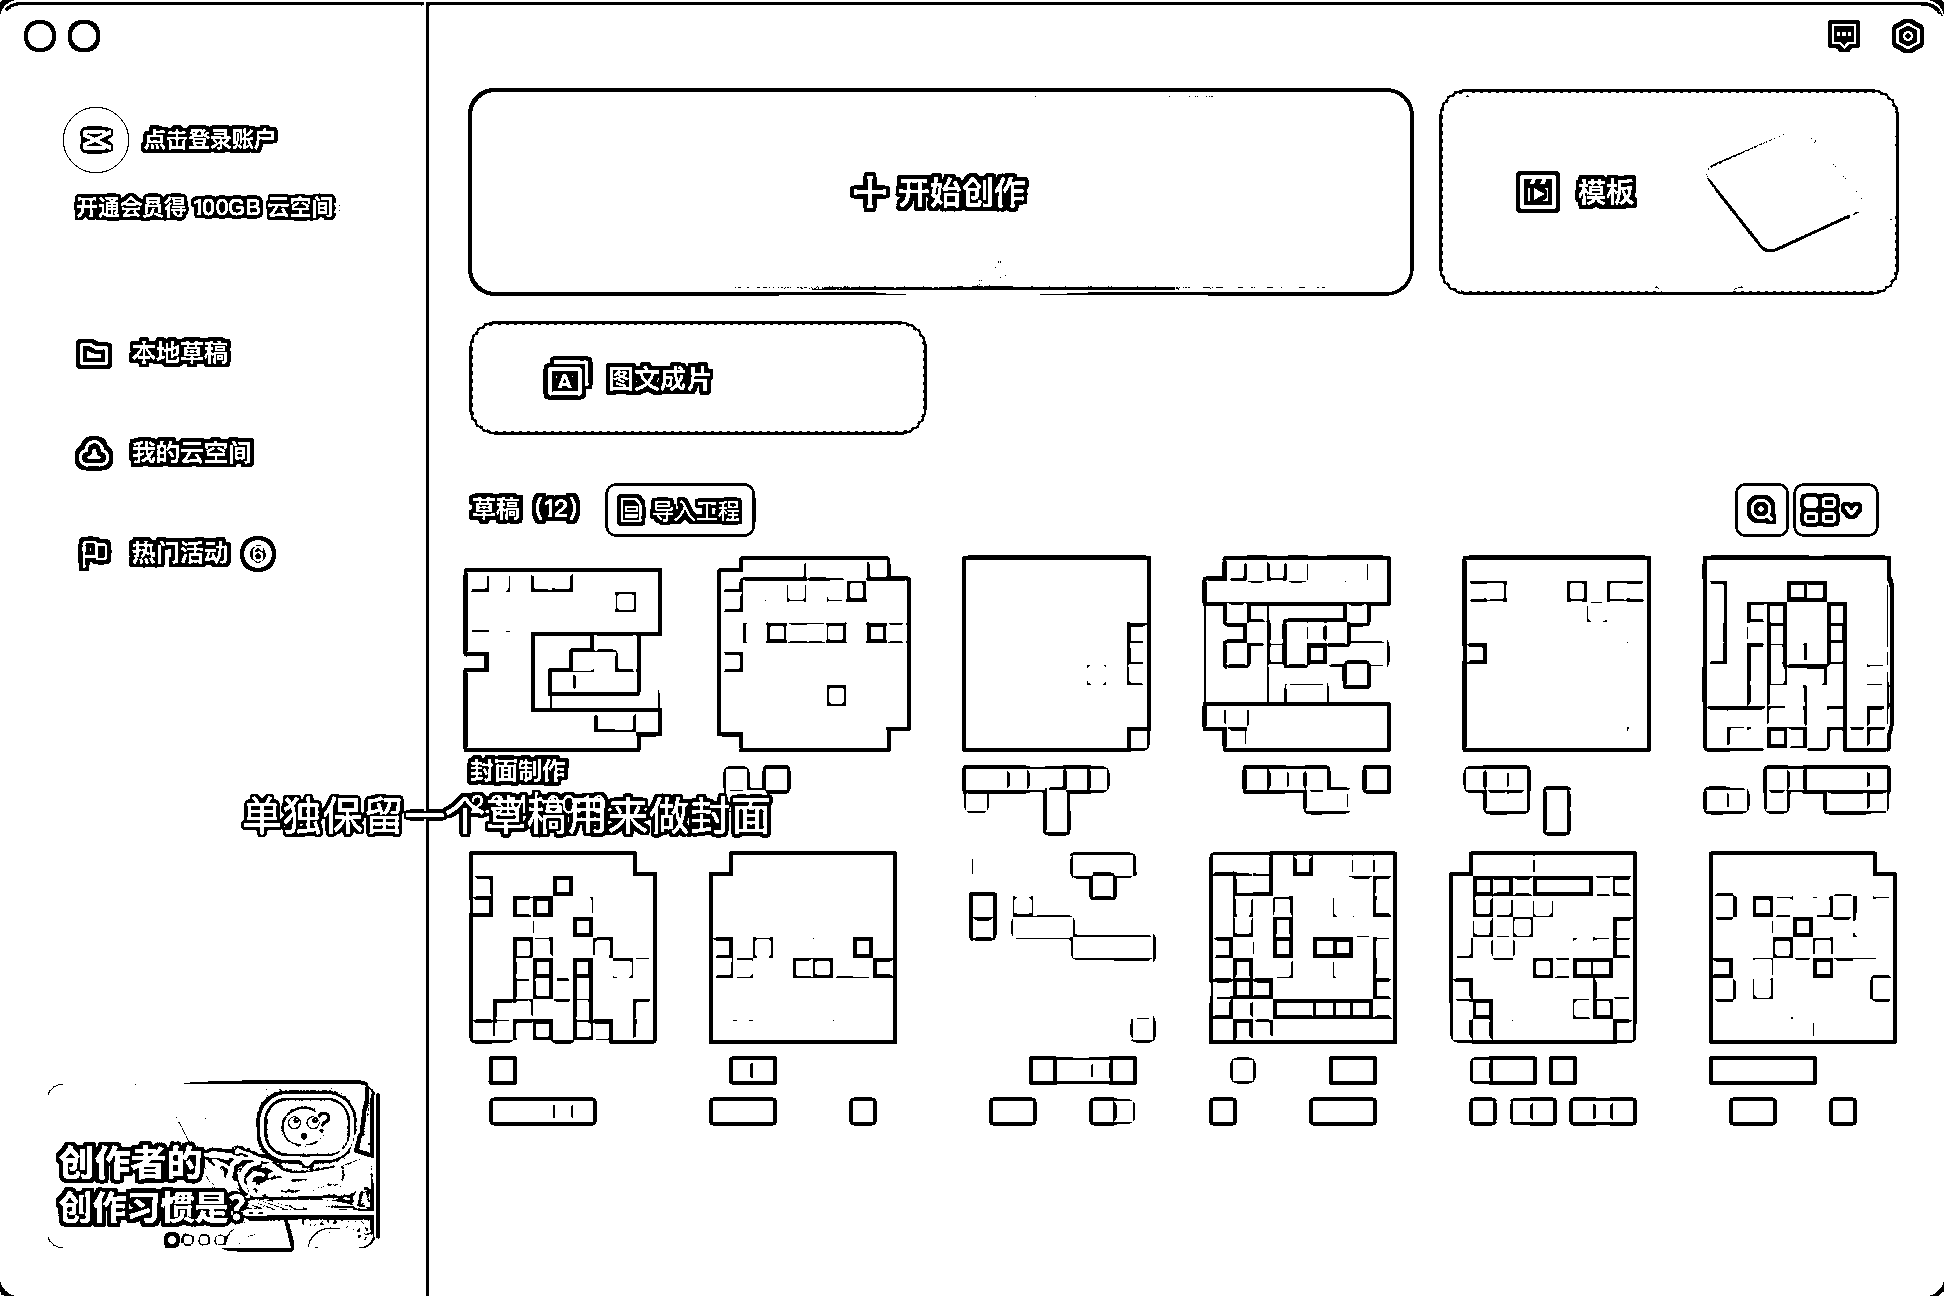 点击登录账户
开通会员得 100GB 云空间
本地草稿
我的云空间
热门活动 6
开始创作
模板
图文成片
草稿（12） 导入工程
封面制作
单独保留一个草稿用来做封面
创作者的
创作习惯是?